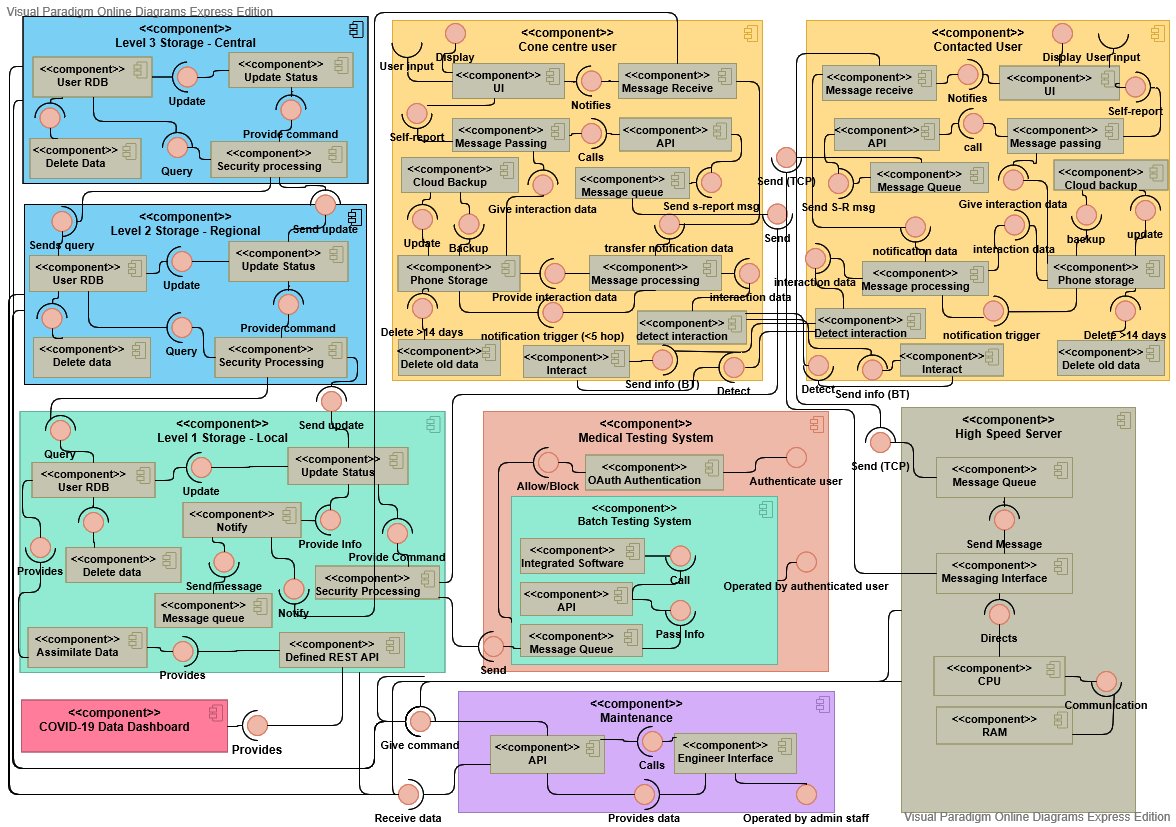 Visual Paradigm Online Diagrams Express Edition
<<component>>
Level 3 Storage - Central
<<component>>
User RDB
<<component>>
Update Status
Update
Provide command
<<component>>
Delete Data
Query
<<component>>
Security processing
<<component>>
Level 2 Storage - Regional
Sends query
Send update
<<component>>
User RDB
<<component>>
Update Status
Update
Provide command
<<component>>
Delete data
Query
<<component>>
Security Processing
<<component>>
Level 1 Storage - Local
Query
Send update
<<component>>
User RDB
<<component>>
Update Status
Update
<<component>>
Notify
Provide Info
Provide Command
Provides
<<component>>
Delete data
Send message
<<component>>
Security Processing
<<component>>
Message queue
Notify
<<component>>
Assimilate Data
Provides
<<component>>
Defined REST API
<<component>>
COVID-19 Data Dashboard
Provides
<<component>>
Cone centre user
User input
Display
<<component>>
UI
Notifies
<<component>>
Message Receive
Self-report
<<component>>
Message Passing
Calls
<<component>>
API
<<component>>
Cloud Backup
Give interaction data
<<component>>
Message queue
Send s-report msg
Update
Backup
transfer notification data
<<component>>
Phone Storage
Provide interaction data
<<component>>
Message processing
interaction data
Delete >14 days
notification trigger (<5 hop)
<<component>>
detect interaction
<<component>>
Delete old data
<<component>>
Interact
Send info (BT)
Detect
Send (TCP)
Send
<<component>>
Contacted User
Display
User input
<<component>>
Message receive
Notifies
<<component>>
UI
Self-report
<<component>>
API
call
<<component>>
Message passing
Send S-R msg
<<component>>
Message Queue
Give interaction data
<<component>>
Cloud backup
notification data
interaction data
backup
update
interaction data
<<component>>
Message processing
<<component>>
Phone storage
<<component>>
Detect interaction
notification trigger
Delete >14 days
<<component>>
Interact
<<component>>
Delete old data
Detect
Send info (BT)
<<component>>
Medical Testing System
Allow/Block
<<component>>
OAuth Authentication
Authenticate user
<<component>>
Batch Testing System
<<component>>
Integrated Software
Call
Operated by authenticated user
<<component>>
API
Pass Info
<<component>>
Message Queue
Send
<<component>>
High Speed Server
Send (TCP)
<<component>>
Message Queue
Send Message
<<component>>
Messaging Interface
Directs
<<component>>
CPU
Communication
<<component>>
RAM
<<component>>
Maintenance
Give command
<<component>>
API
Calls
<<component>>
Engineer Interface
Receive data
Provides data
Operated by admin staff
Visual Paradigm Online Diagrams Express Edition